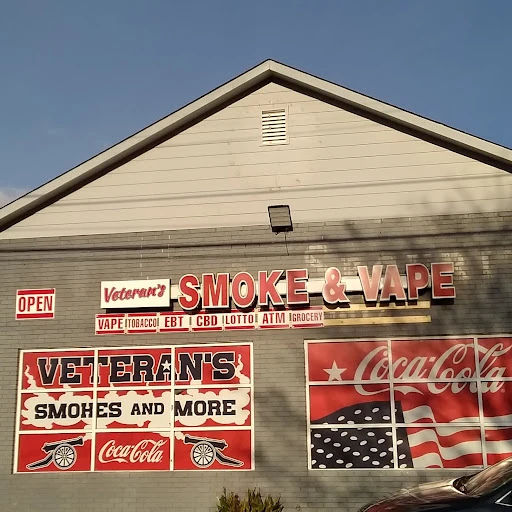 Veteran's SMOKE & VAPE
OPEN
VAPE TOBACCO EBT CBD LOTTO ATM GROCERY
VETERAN'S
SMOKES AND MORE
Coca-Cola
Coca-Cola